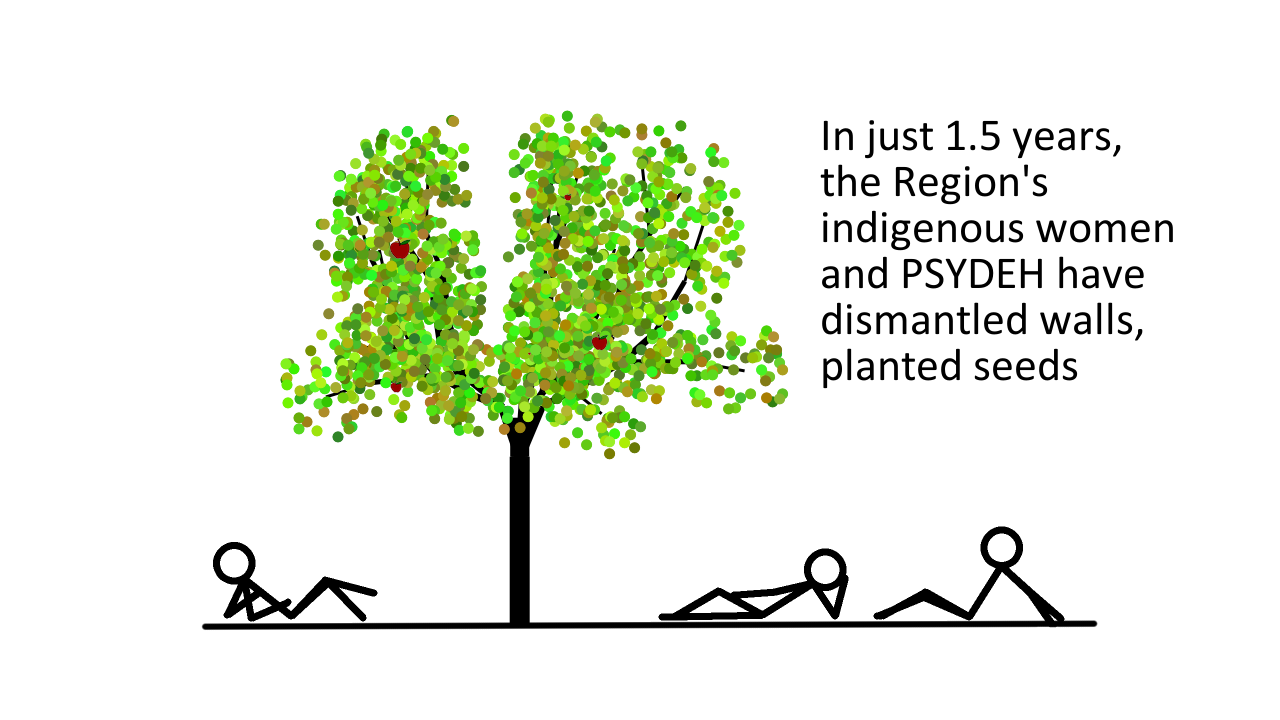 In just 1.5 years,
the Region's
indigenous women
and PSYDEH have
dismantled walls,
planted seeds